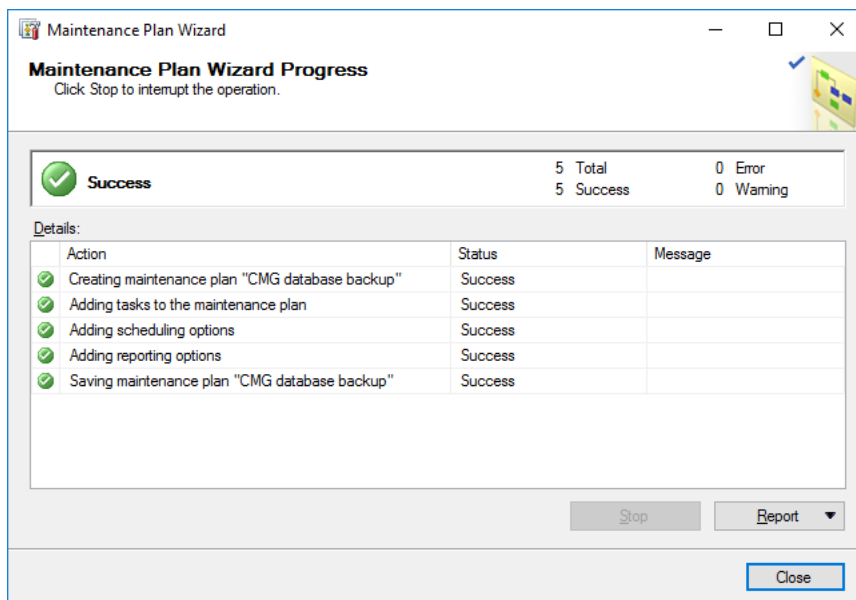 Maintenance Plan Wizard
Maintenance Plan Wizard Progress
Click Stop to interrupt the operation.
Success
5 Total 0 Error
5 Success 0 Warning
Details:
Action Status Message
Creating maintenance plan "CMG database backup" Success
Adding tasks to the maintenance plan Success
Adding scheduling options Success
Adding reporting options Success
Saving maintenance plan "CMG database backup" Success
Stop Report
Close